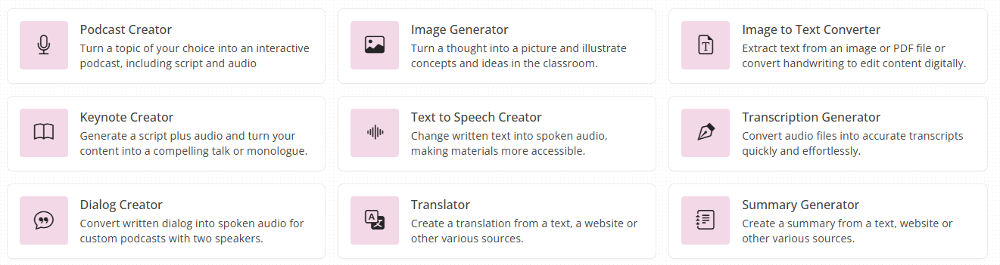 Podcast Creator
Turn a topic of your choice into an interactive
podcast, including script and audio
Image Generator
Turn a thought into a picture and illustrate
concepts and ideas in the classroom.
T
Image to Text Converter
Extract text from an image or PDF file or
convert handwriting to edit content digitally.
Keynote Creator
Generate a script plus audio and turn your
content into a compelling talk or monologue.
Text to Speech Creator
Change written text into spoken audio,
making materials more accessible.
Transcription Generator
Convert audio files into accurate transcripts
quickly and effortlessly.
Dialog Creator
Convert written dialog into spoken audio for
custom podcasts with two speakers.
A
Translator
Create a translation from a text, a website or
other various sources.
Summary Generator
Create a summary from a text, website or
other various sources.